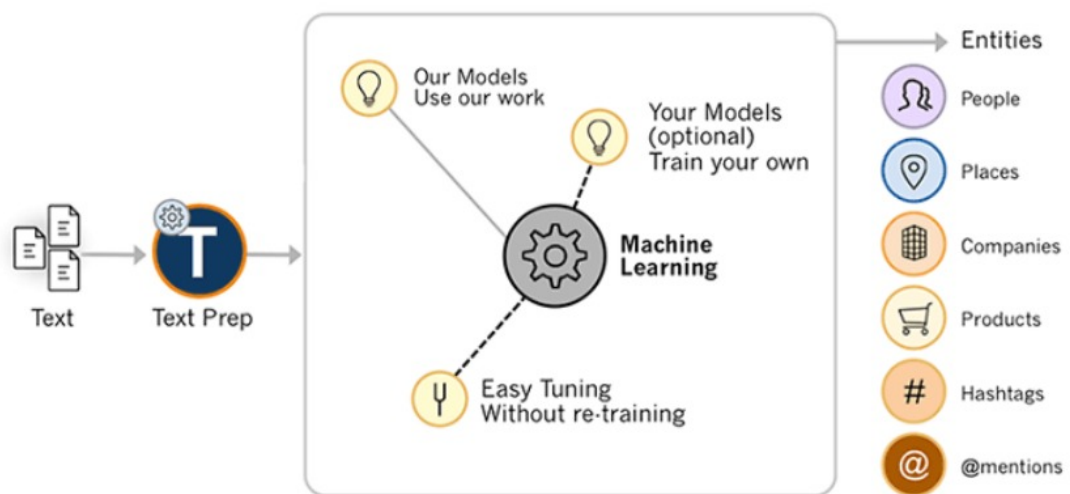 Text
T
Text Prep
Our Models
Use our work
Your Models
(optional)
Train your own
Machine
Learning
Easy Tuning
Without re-training
Entities
People
Places
Companies
Products
#
Hashtags
@
@mentions